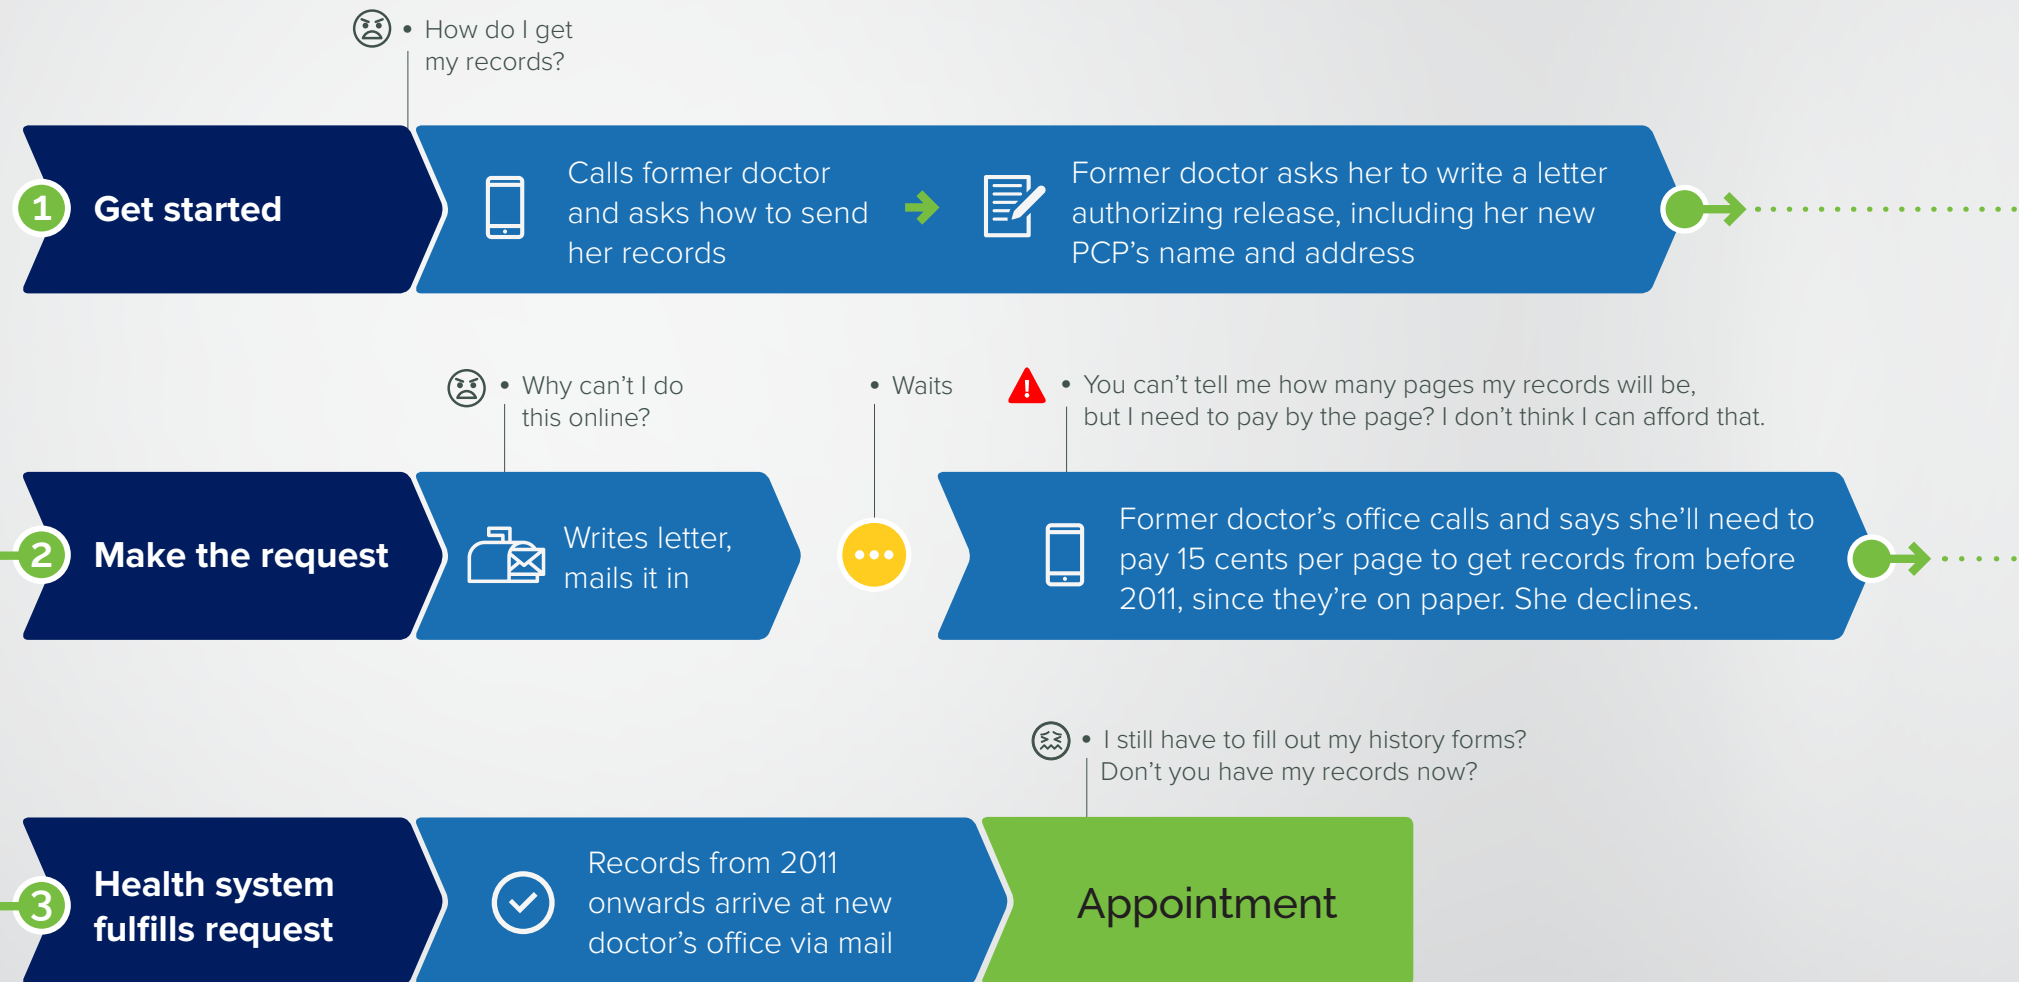 • How do I get
my records?
1
Get started
Calls former doctor
and asks how to send
her records
Former doctor asks her to write a letter
authorizing release, including her new
PCP’s name and address
• Why can’t I do
this online?
• Waits
• You can’t tell me how many pages my records will be,
but I need to pay by the page? I don’t think I can afford that.
2
Make the request
Writes letter,
mails it in
Former doctor’s office calls and says she’ll need to
pay 15 cents per page to get records from before
2011, since they’re on paper. She declines.
• I still have to fill out my history forms?
Don’t you have my records now?
3
Health system
fulfills request
Records from 2011
onwards arrive at new
doctor’s office via mail
Appointment